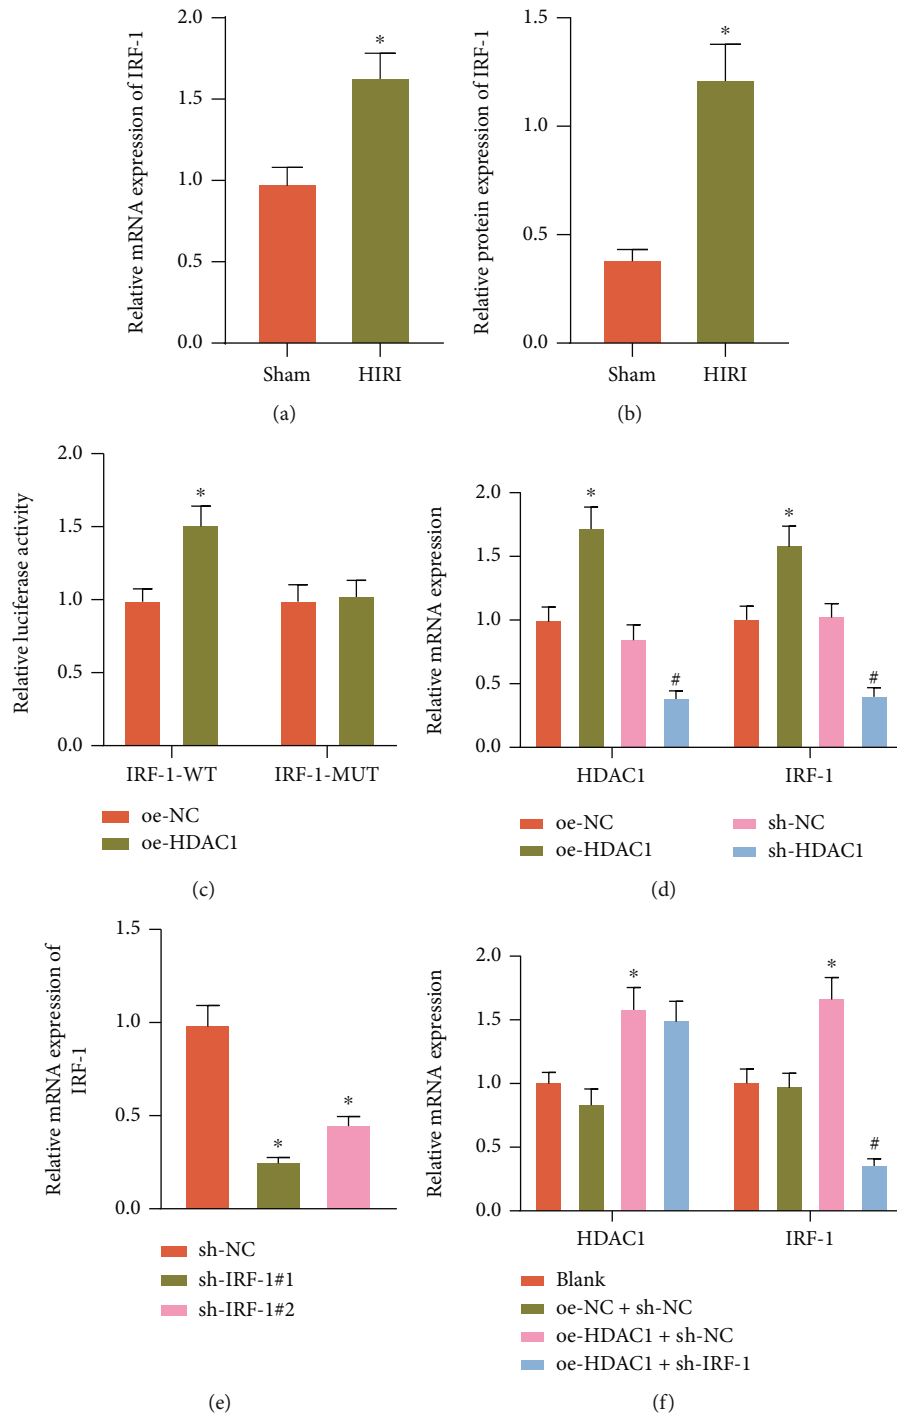 Relative mRNA expression of IRF-1
2.0
1.5
1.0
0.5
0.0
*
Sham
HIRI
(a)
Relative protein expression of IRF-1
1.5
1.0
0.5
0.0
*
Sham
HIRI
(b)
Relative luciferase activity
2.0
1.5
1.0
0.5
0.0
*
IRF-1-WT
IRF-1-MUT
oe-NC
oe-HDAC1
(c)
Relative mRNA expression
2.0
1.5
1.0
0.5
0.0
*
#
*
#
HDAC1
IRF-1
oe-NC
oe-HDAC1
sh-NC
sh-HDAC1
(d)
Relative mRNA expression of
IRF-1
1.5
1.0
0.5
0.0
*
*
sh-NC
sh-IRF-1#1
sh-IRF-1#2
(e)
Relative mRNA expression
2.0
1.5
1.0
0.5
0.0
*
*
#
HDAC1
IRF-1
Blank
oe-NC + sh-NC
oe-HDAC1 + sh-NC
oe-HDAC1 + sh-IRF-1
(f)